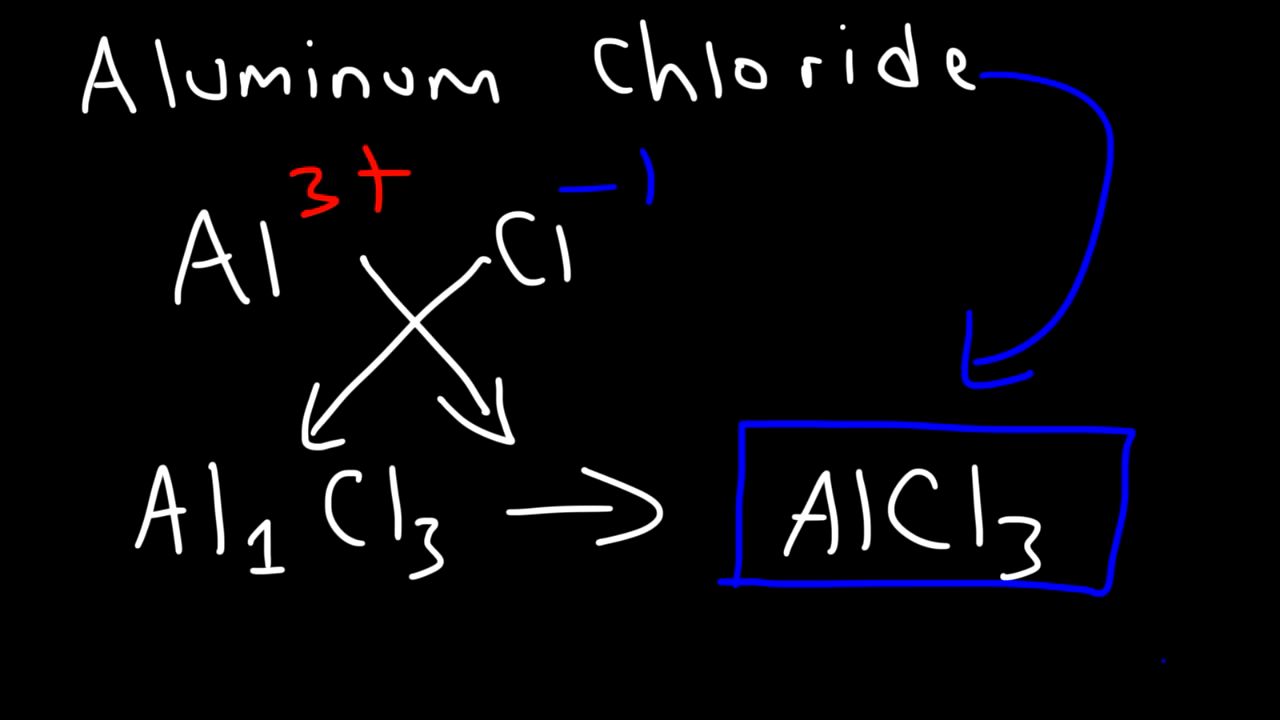 Aluminum Chloride
Al³⁺ Cl⁻¹
Al₁Cl₃ → AlCl₃